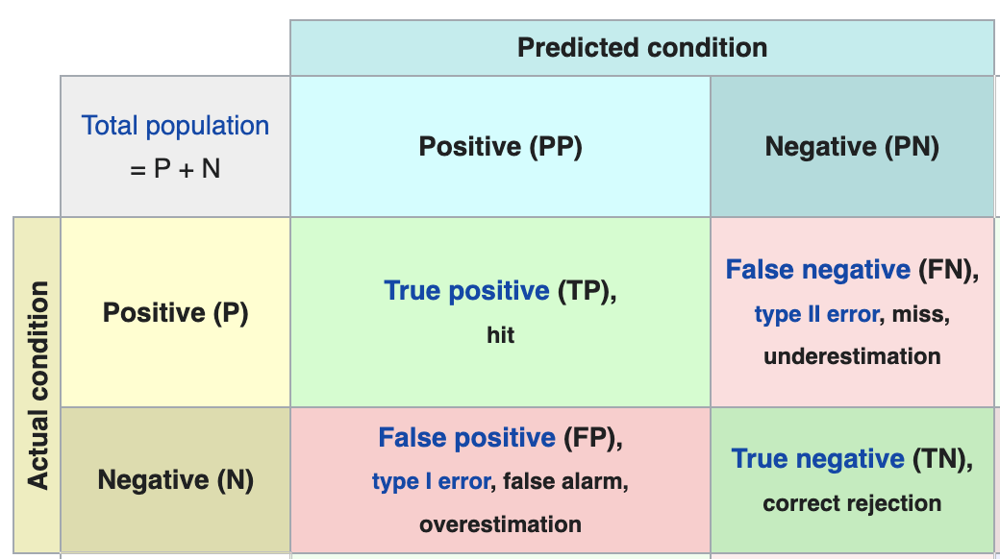 Predicted condition
Total population
= P + N
Positive (PP)
Negative (PN)
Actual condition
Positive (P)
True positive (TP),
hit
False negative (FN),
type II error, miss,
underestimation
Negative (N)
False positive (FP),
type I error, false alarm,
overestimation
True negative (TN),
correct rejection